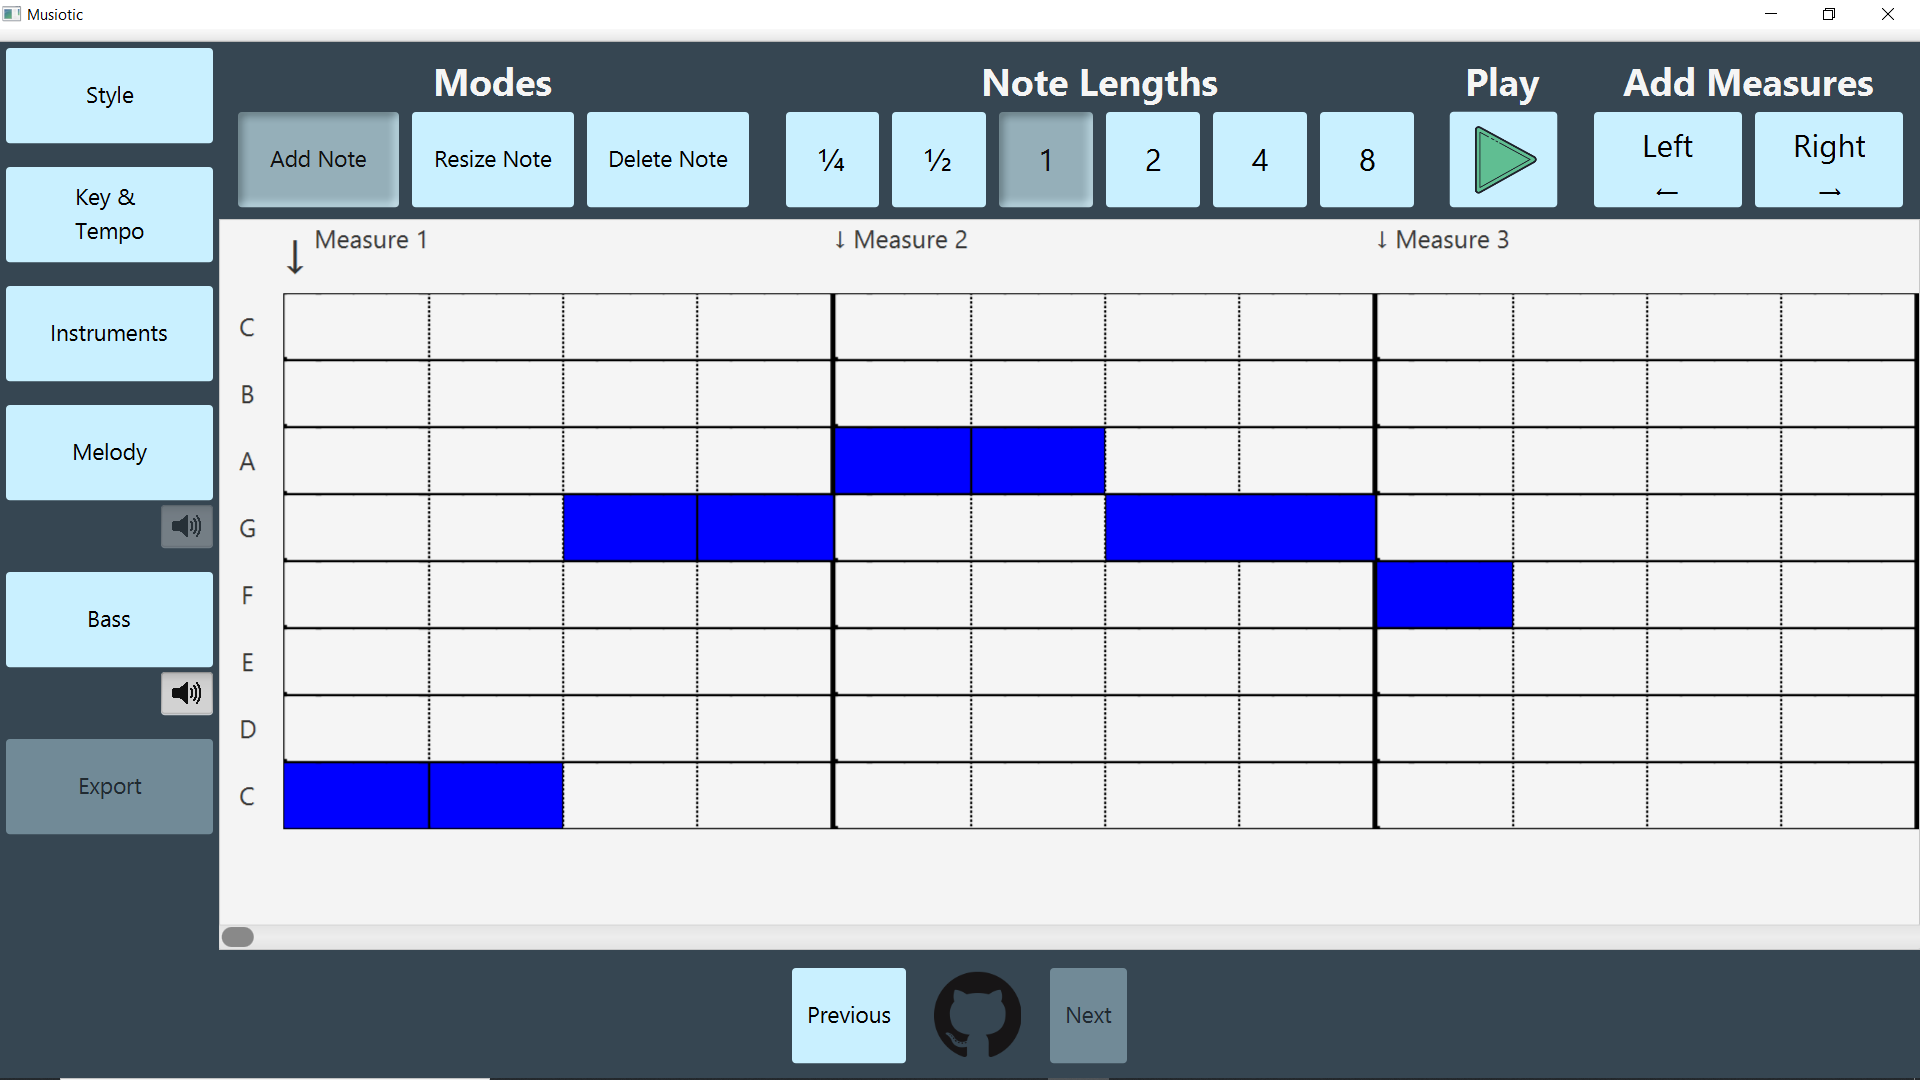 Musiotic
Style
Key &
Tempo
Instruments
Melody
Bass
Export
Modes
Add Note
Resize Note
Delete Note
Note Lengths
¼
½
1
2
4
8
Play
Add Measures
Left
←
Right
→
↓ Measure 1
↓ Measure 2
↓ Measure 3
C
B
A
G
F
E
D
C
Previous
Next